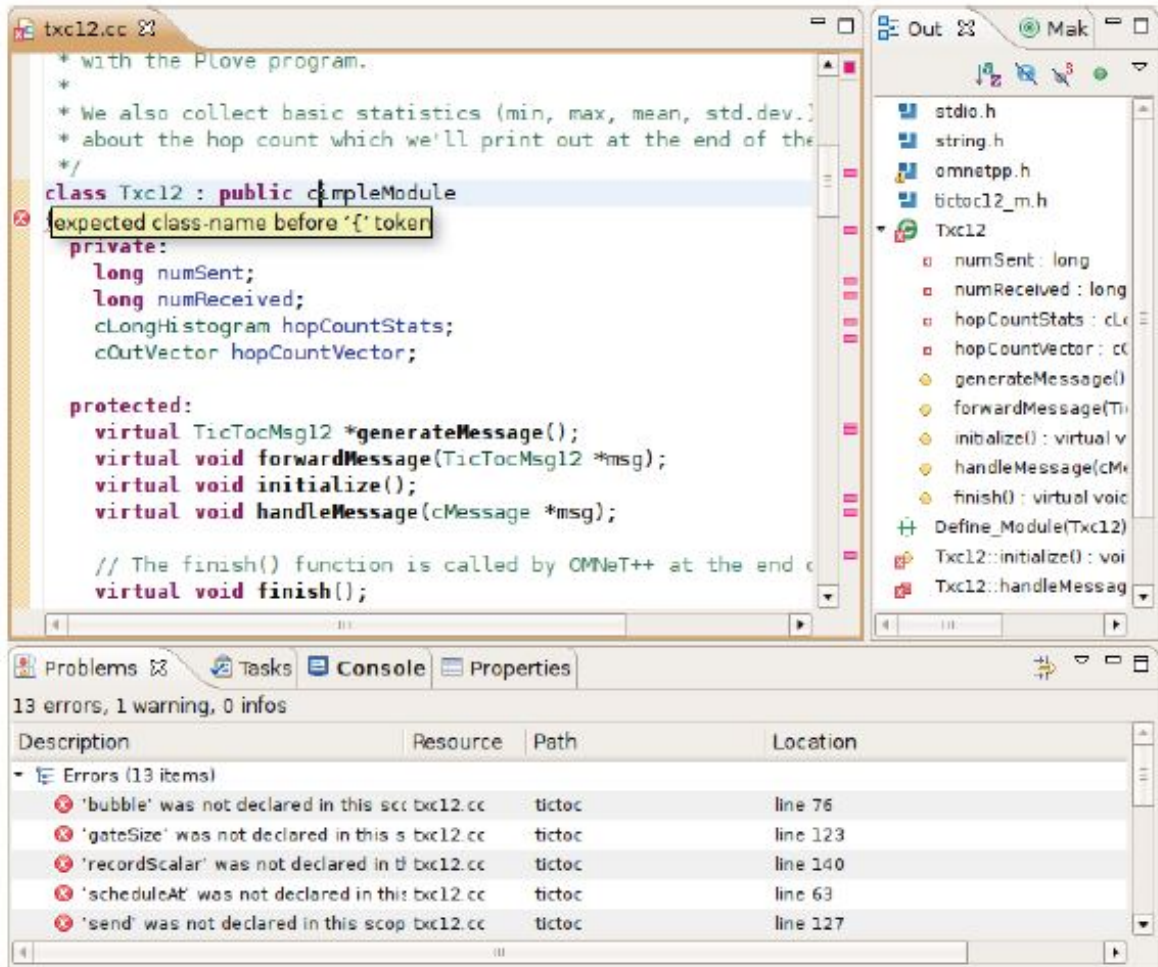 txc12.cc
* with the Plove program.
*
* We also collect basic statistics (min, max, mean, std.dev.)
* about the hop count which we'll print out at the end of the
*/
class Txc12 : public cimpleModule
expected class-name before '{' token
private:
long numSent;
long numReceived;
cLongHistogram hopCountStats;
cOutVector hopCountVector;
protected:
virtual TicTocMsg12 *generateMessage();
virtual void forwardMessage(TicTocMsg12 *msg);
virtual void initialize();
virtual void handleMessage(cMessage *msg);
// The finish() function is called by OMNeT++ at the end o
virtual void finish();
Out Mak
stdio.h
string.h
omnetpp.h
tictoc12_m.h
Txc12
numSent : long
numReceived : long
hopCountStats : cLo
hopCountVector : cO
generateMessage()
forwardMessage(Ti
initialize() : virtual v
handleMessage(cMe
finish() : virtual voic
Define_Module(Txc12)
Txc12::initialize() : voi
Txc12::handleMessag
Problems Tasks Console Properties
13 errors, 1 warning, 0 infos
Description Resource Path Location
Errors (13 items)
'bubble' was not declared in this sco txc12.cc tictoc line 76
'gateSize' was not declared in this s txc12.cc tictoc line 123
'recordScalar' was not declared in th txc12.cc tictoc line 140
'scheduleAt' was not declared in this txc12.cc tictoc line 63
'send' was not declared in this scop txc12.cc tictoc line 127